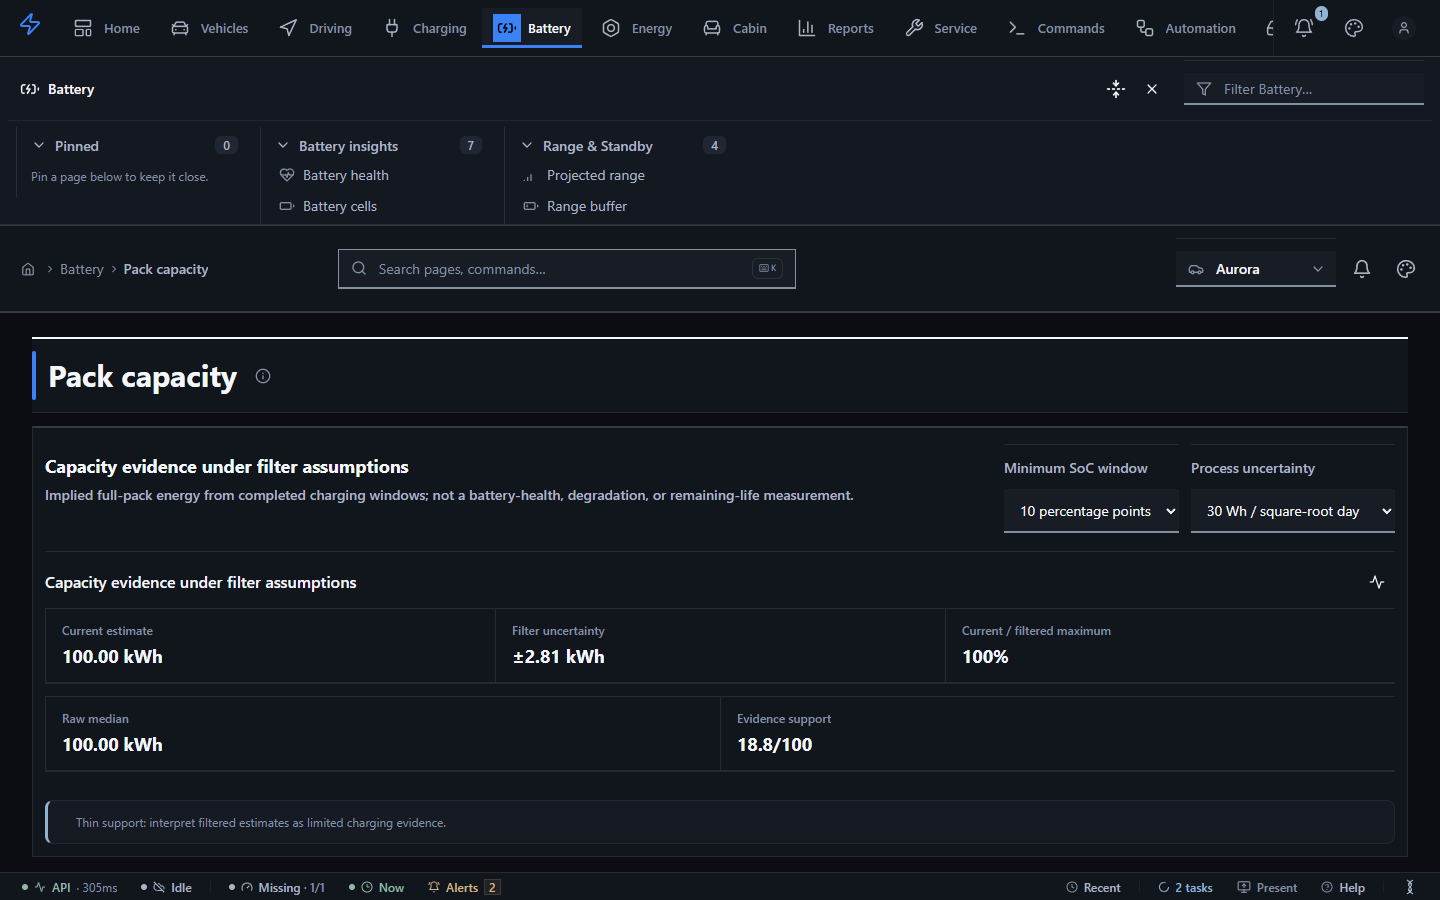 Home
Vehicles
Driving
Charging
Battery
Energy
Cabin
Reports
Service
Commands
Automation
1
Battery
Filter Battery...
Pinned 0
Pin a page below to keep it close.
Battery insights 7
Battery health
Battery cells
Range & Standby 4
Projected range
Range buffer
Battery
Pack capacity
Search pages, commands...
K
Aurora
Pack capacity
Capacity evidence under filter assumptions
Implied full-pack energy from completed charging windows; not a battery-health, degradation, or remaining-life measurement.
Minimum SoC window
10 percentage points
Process uncertainty
30 Wh / square-root day
Capacity evidence under filter assumptions
Current estimate
100.00 kWh
Filter uncertainty
±2.81 kWh
Current / filtered maximum
100%
Raw median
100.00 kWh
Evidence support
18.8/100
Thin support: interpret filtered estimates as limited charging evidence.
API · 305ms
Idle
Missing · 1/1
Now
Alerts 2
Recent
2 tasks
Present
Help